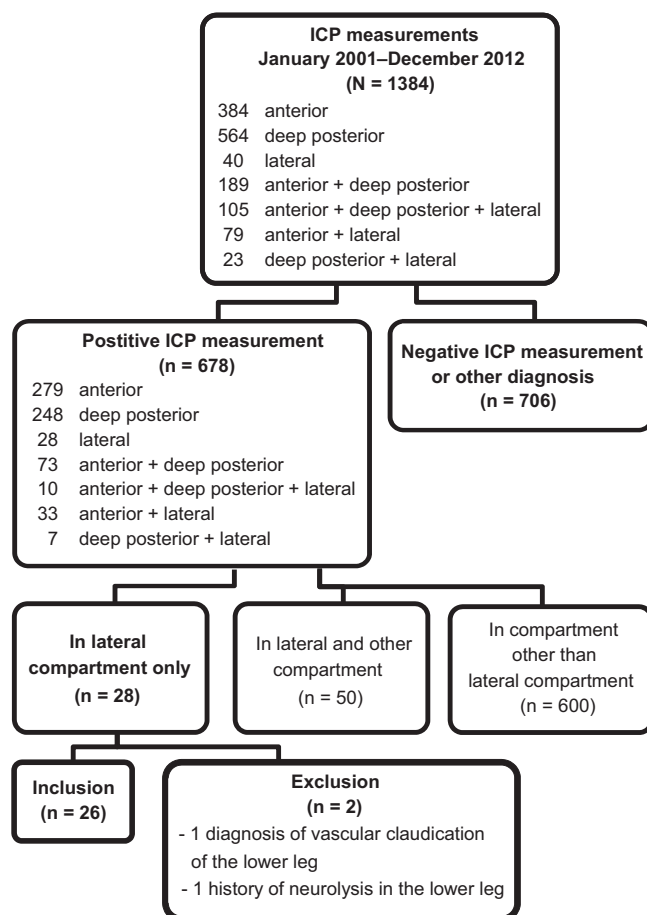 ICP measurements
January 2001–December 2012
(N = 1384)
384 anterior
564 deep posterior
40 lateral
189 anterior + deep posterior
105 anterior + deep posterior + lateral
79 anterior + lateral
23 deep posterior + lateral
Postitive ICP measurement
(n = 678)
279 anterior
248 deep posterior
28 lateral
73 anterior + deep posterior
10 anterior + deep posterior + lateral
33 anterior + lateral
7 deep posterior + lateral
Negative ICP measurement
or other diagnosis
(n = 706)
In lateral
compartment only
(n = 28)
In lateral and other
compartment
(n = 50)
In compartment
other than
lateral compartment
(n = 600)
Inclusion
(n = 26)
Exclusion
(n = 2)
- 1 diagnosis of vascular claudication
of the lower leg
- 1 history of neurolysis in the lower leg